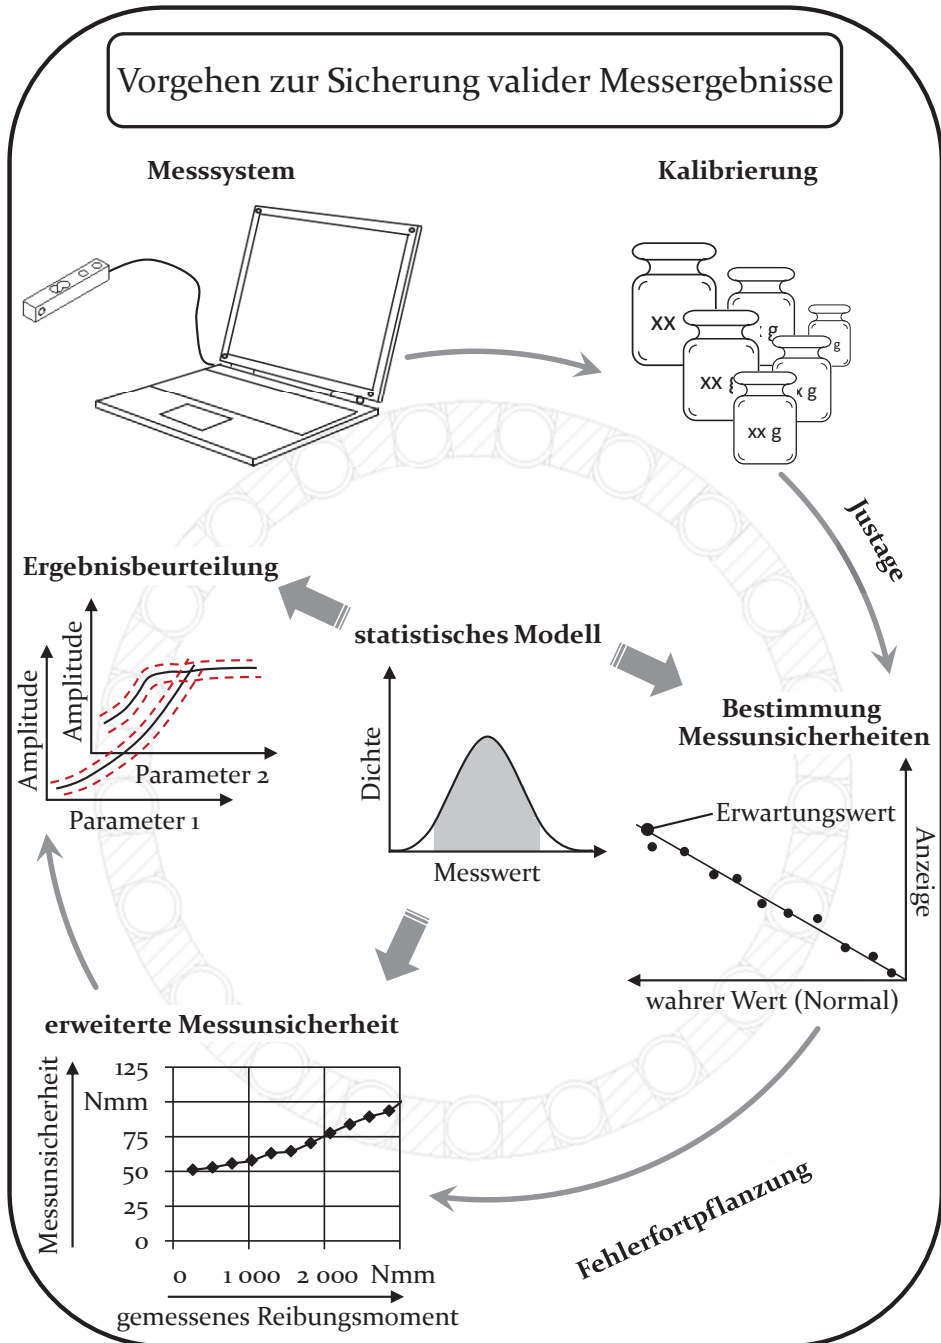 Vorgehen zur Sicherung valider Messergebnisse
Messsystem
Kalibrierung
xx
g
g
xx g
x g
xx g
Justage
Ergebnisbeurteilung
Amplitude
Amplitude
Parameter 2
Parameter 1
statistisches Modell
Dichte
Messwert
Bestimmung
Messunsicherheiten
Erwartungswert
Anzeige
wahrer Wert (Normal)
erweiterte Messunsicherheit
Messunsicherheit
125
Nmm
75
50
25
0
0 1 000 2 000 Nmm
gemessenes Reibungsmoment
Fehlerfortpflanzung